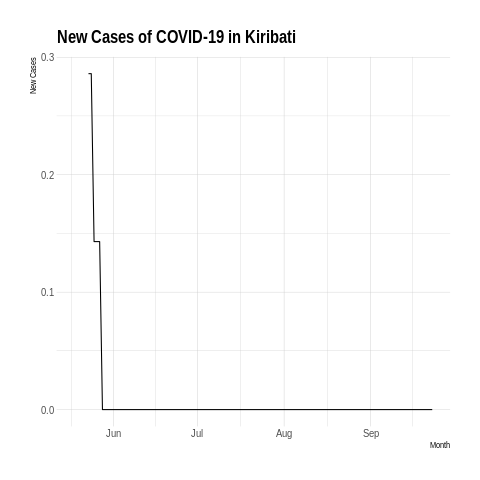 New Cases of COVID-19 in Kiribati
New Cases
0.3
0.2
0.1
0.0
Jun Jul Aug Sep
Month